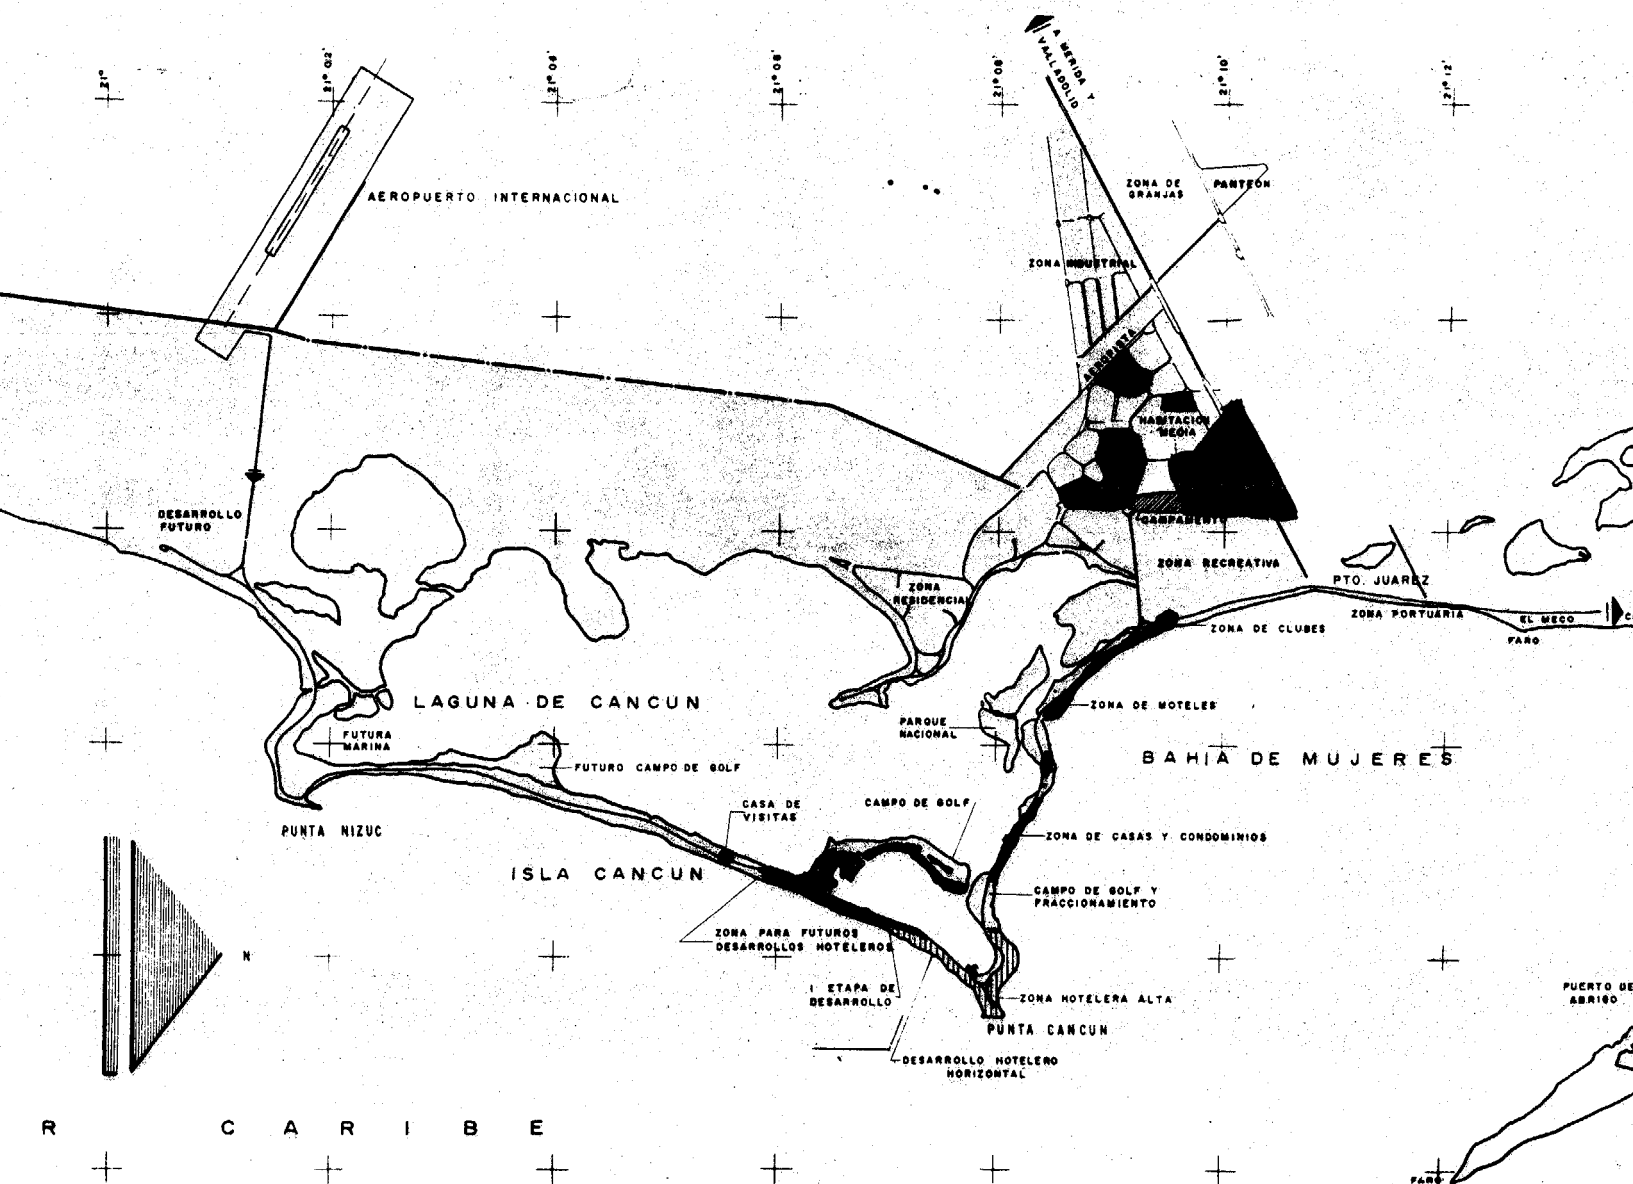 21°
21° 02'
21° 04'
21° 06'
21° 08'
21° 10'
21° 12'
A MERIDA Y
VALLADOLID
AEROPUERTO INTERNACIONAL
ZONA DE
GRANJAS
PANTEON
ZONA INDUSTRIAL
AEROPISTA
HABITACION
MEDIA
CAMPAMENTO
DESARROLLO
FUTURO
ZONA RECREATIVA
PTO. JUAREZ
ZONA
RESIDENCIAL
ZONA PORTUARIA
EL MECO
FARO
ZONA DE CLUBES
LAGUNA DE CANCUN
ZONA DE MOTELES
PARQUE
NACIONAL
FUTURA
MARINA
BAHIA DE MUJERES
FUTURO CAMPO DE GOLF
CASA DE
VISITAS
CAMPO DE GOLF
PUNTA NIZUC
ZONA DE CASAS Y CONDOMINIOS
ISLA CANCUN
CAMPO DE GOLF Y
FRACCIONAMIENTO
ZONA PARA FUTUROS
DESARROLLOS HOTELEROS
N
I ETAPA DE
DESARROLLO
ZONA HOTELERA ALTA
PUERTO DE
ABRIGO
PUNTA CANCUN
DESARROLLO HOTELERO
HORIZONTAL
R CARIBE
FARO